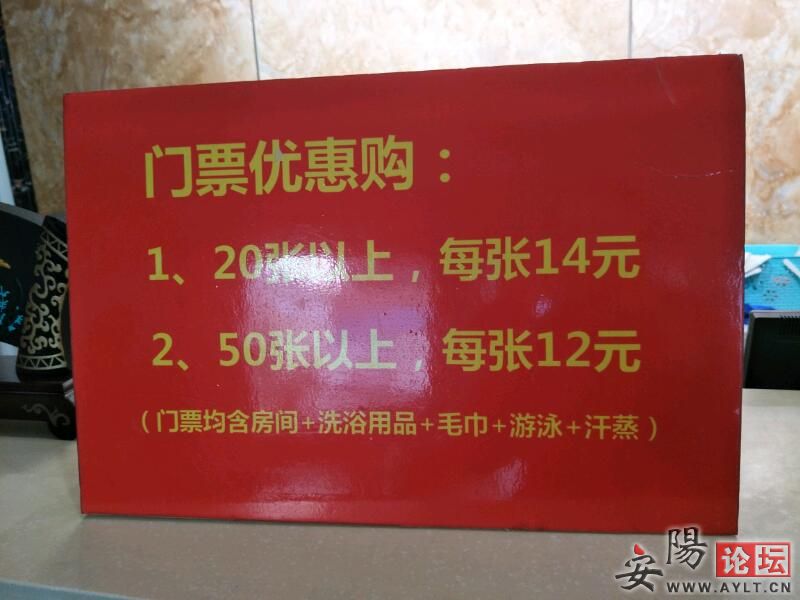 门票优惠购：
1、20张以上，每张14元
2、50张以上，每张12元
（门票均含房间+洗浴用品+毛巾+游泳+汗蒸）
安陽论坛
WWW.AYLT.CN